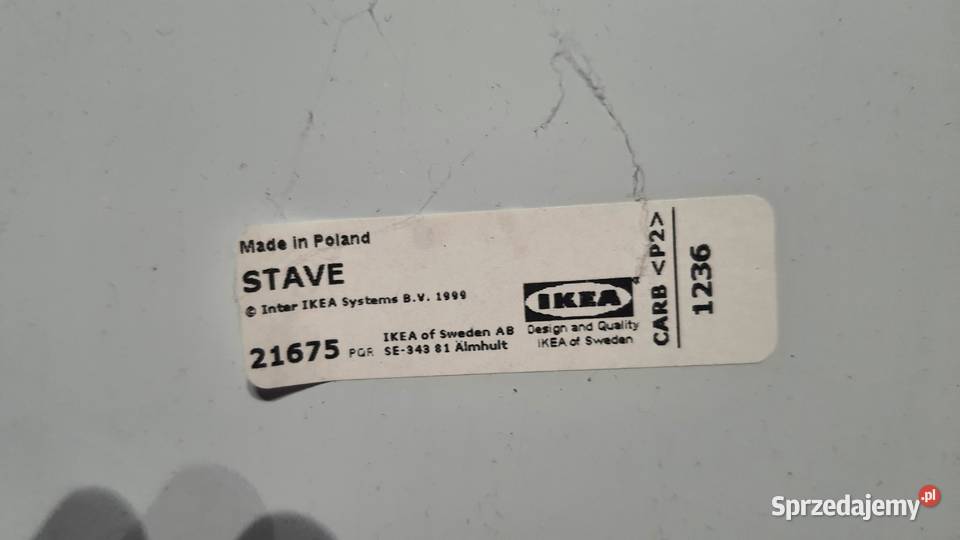 Made in Poland
STAVE
© Inter IKEA Systems B.V. 1999
21675 PQR
IKEA of Sweden AB
SE-343 81 Älmhult
IKEA
Design and Quality
IKEA of Sweden
CARB <P2>
1236
Sprzedajemy.pl